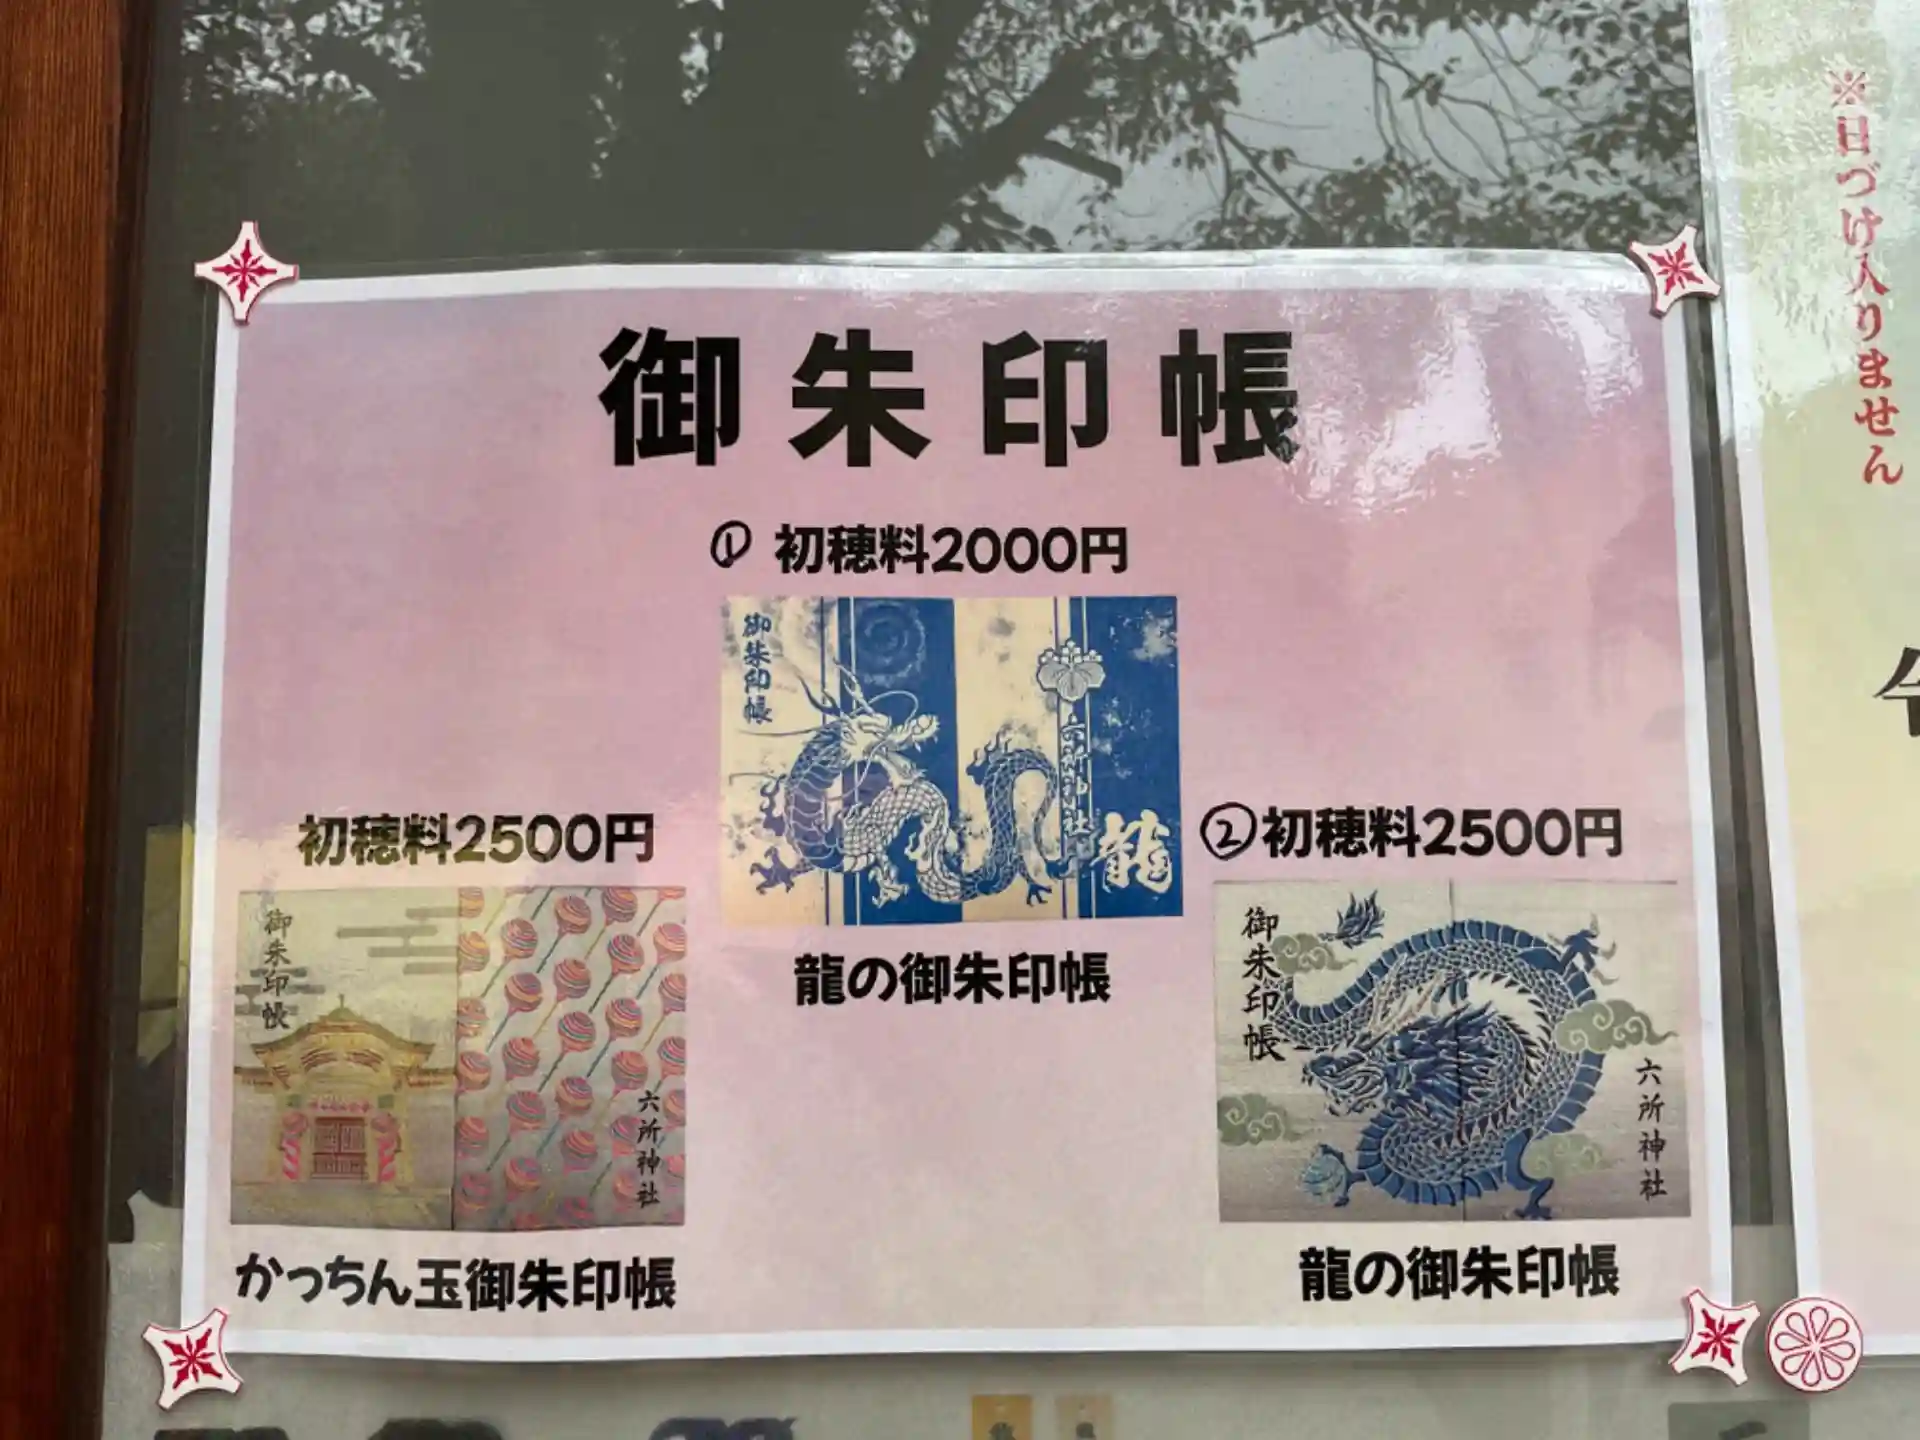 御朱印帳
① 初穂料2000円
御朱印帳
六所神社
龍
龍の御朱印帳
初穂料2500円
御朱印帳
六所神社
かっちん玉御朱印帳
②初穂料2500円
御朱印帳
六所神社
龍の御朱印帳
※日づけ入りません